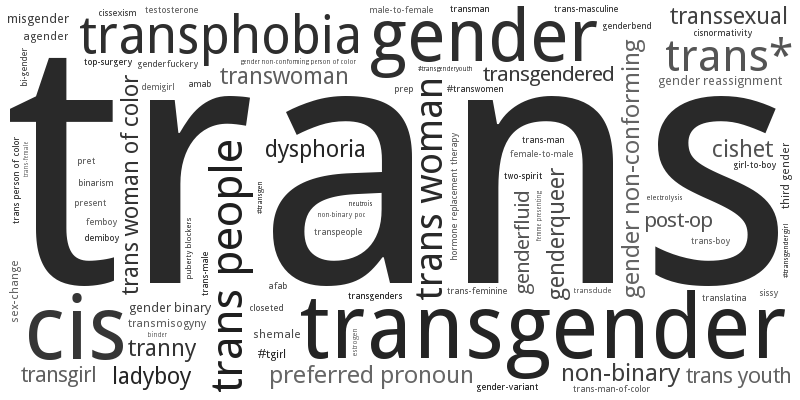 misgender
cissexism
testosterone
male-to-female
transman
trans-masculine
transsexual
agender
transphobia
gender
genderbend
cisnormativity
trans*
bi-gender
top-surgery
genderfuckery
gender non-conforming person of color
#transgenderyouth
transgendered
gender reassignment
demigirl
amab
transwoman
prep
#transwomen
trans
trans person of color
trans-female
pret
binarism
present
femboy
demiboy
trans woman of color
puberty blockers
trans-male
trans people
#transgen
dysphoria
neutrois
non-binary poc
transpeople
trans woman
hormone replacement therapy
trans-man
female-to-male
two-spirit
genderfluid
femme presenting
genderqueer
gender non-conforming
cishet
girl-to-boy
third gender
electrolysis
post-op
trans-boy
#transgendergirl
sex-change
cis
gender binary
transmisogyny
binder
tranny
afab
closeted
shemale
#tgirl
transgenders
estrogen
trans-feminine
transdude
translatina
sissy
transgender
transgirl
ladyboy
preferred pronoun
gender-variant
non-binary
trans-man-of-color
trans youth